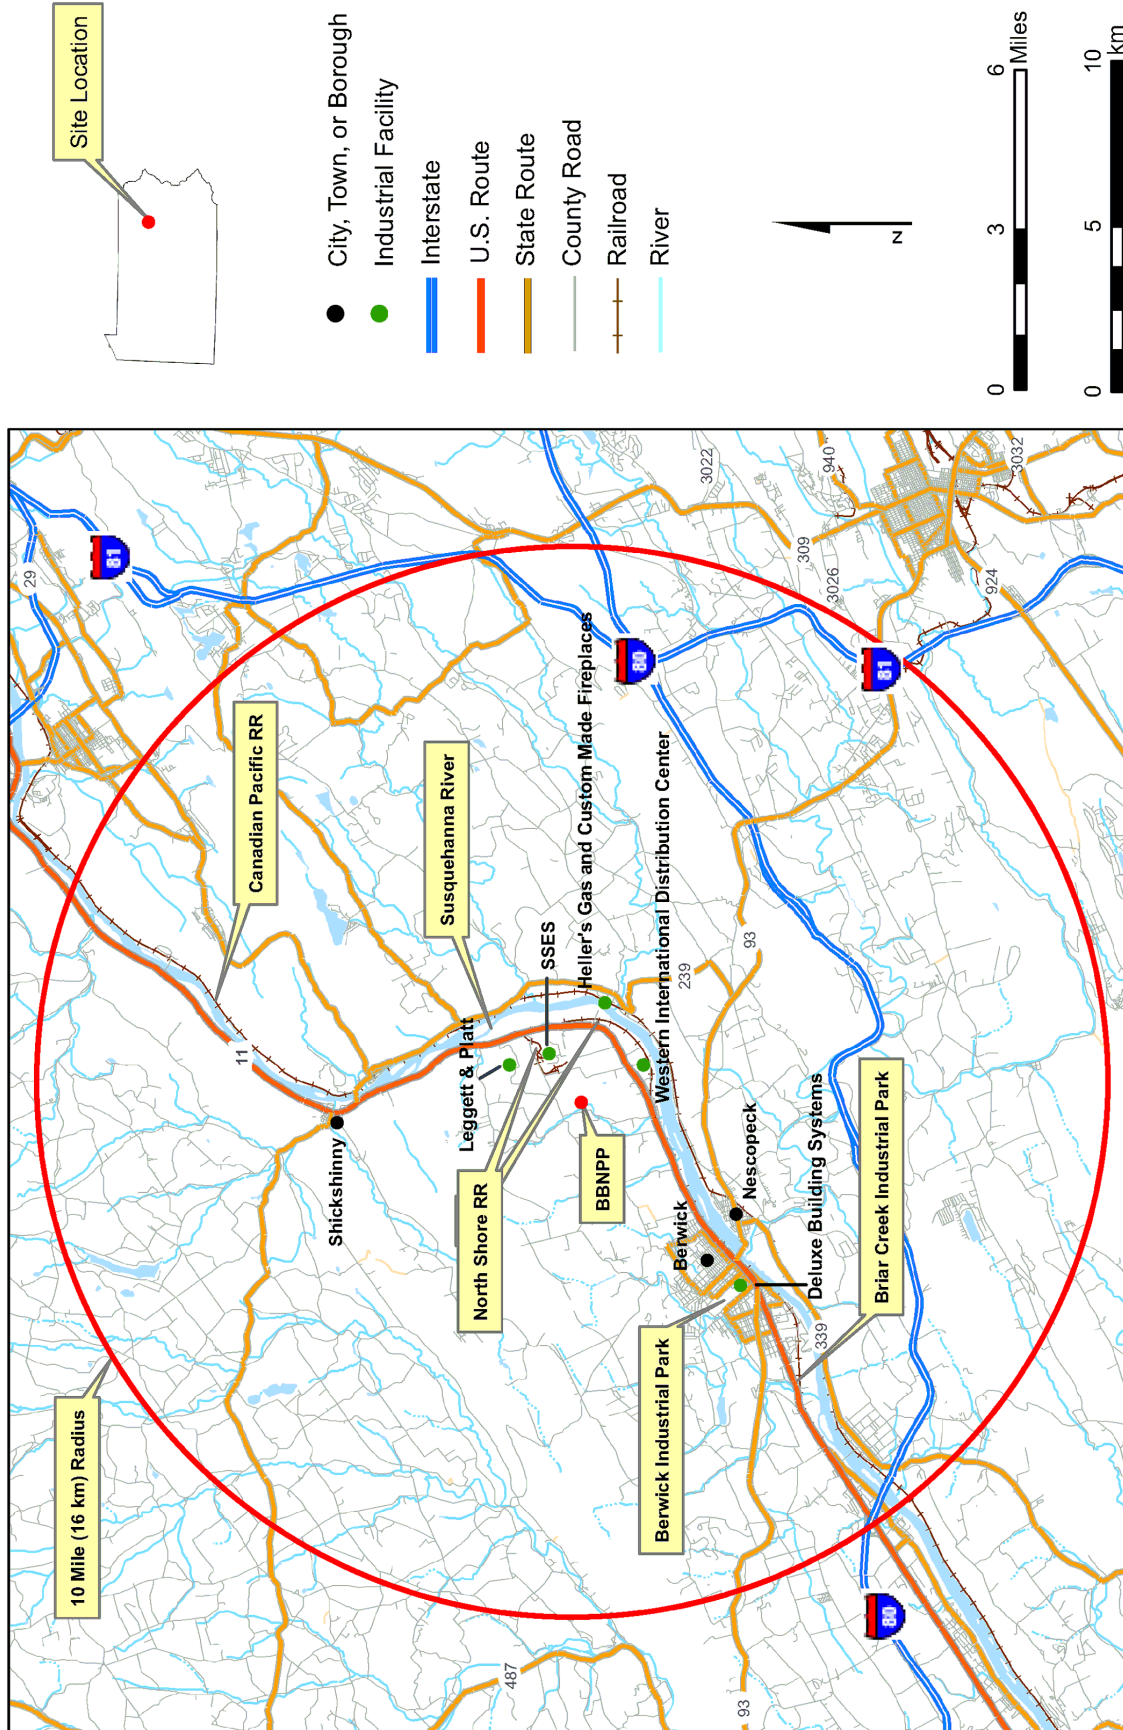 Site Location
City, Town, or Borough
Industrial Facility
Interstate
U.S. Route
State Route
County Road
Railroad
River
N
0 3 6 Miles
0 5 10 km
10 Mile (16 km) Radius
29
81
Canadian Pacific RR
11
Shickshinny
Susquehanna River
Leggett & Platt
SSES
North Shore RR
BBNPP
Heller's Gas and Custom Made Fireplaces
Western International Distribution Center
80
3022
309
3026
940
81
924
3032
239
93
Nescopeck
Berwick
Deluxe Building Systems
Berwick Industrial Park
Briar Creek Industrial Park
339
487
93
80